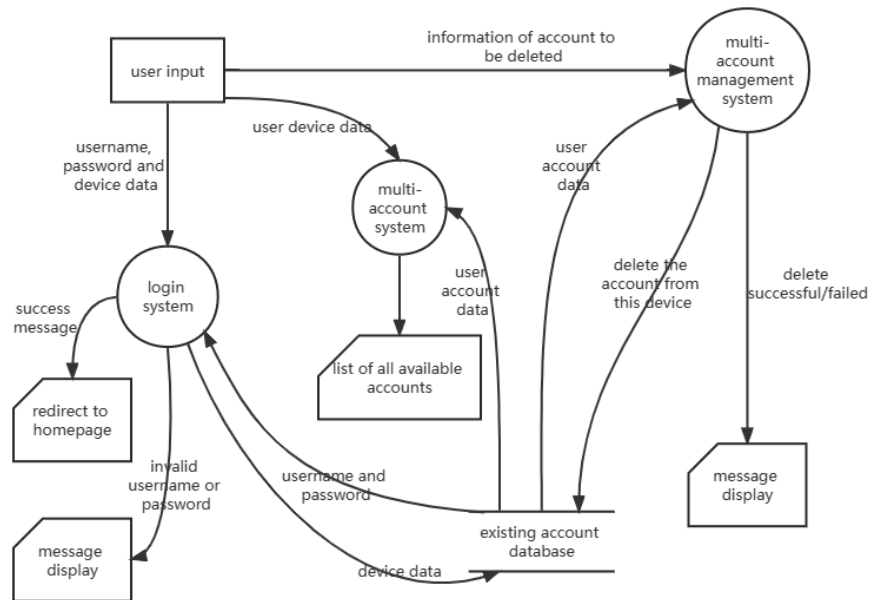 information of account to
be deleted
multi-
account
management
system
user input
user device data
username,
password and
device data
user
account
data
multi-
account
system
login
system
user
account
data
delete the
account from
this device
delete
successful/failed
success
message
list of all available
accounts
redirect to
homepage
invalid
username or
password
username and
password
message
display
existing account
database
message
display
device data